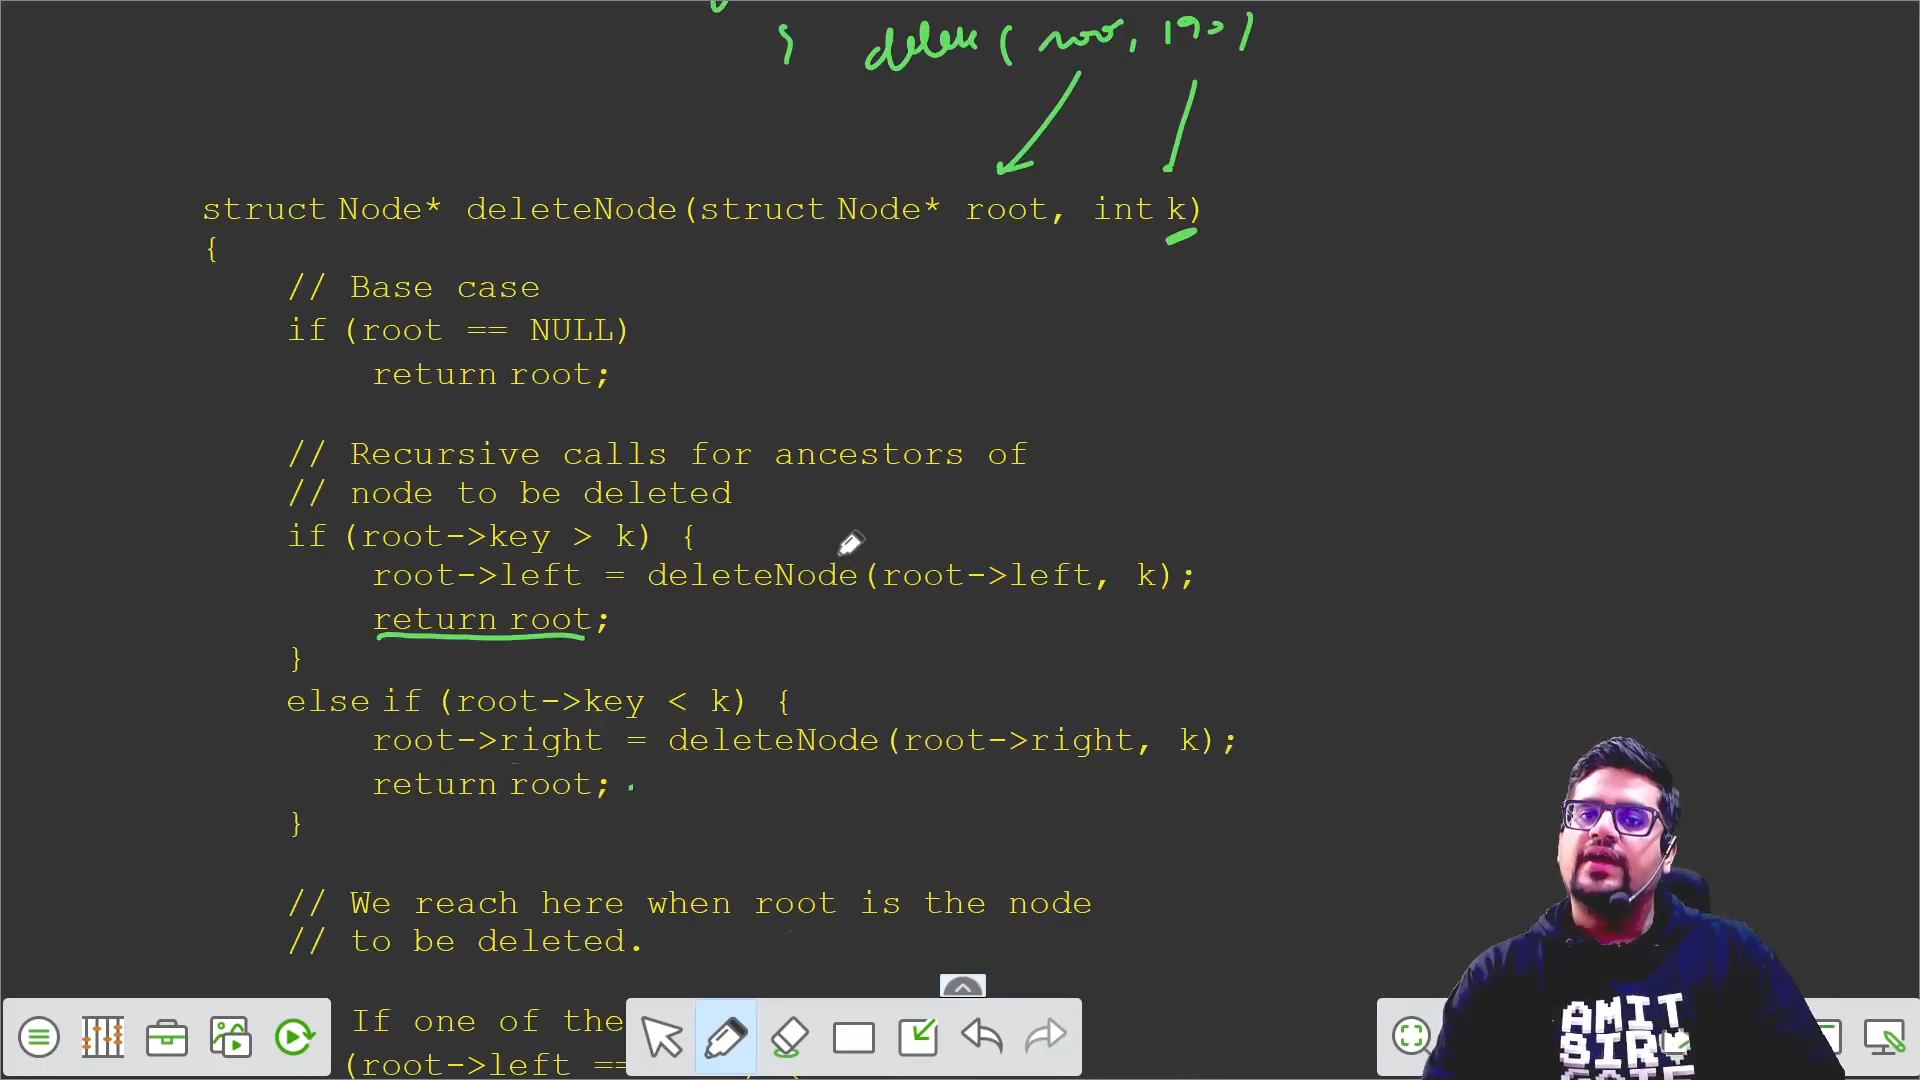 } delete( root, 190)
struct Node* deleteNode(struct Node* root, int k)
{
// Base case
if (root == NULL)
return root;
// Recursive calls for ancestors of
// node to be deleted
if (root->key > k) {
root->left = deleteNode(root->left, k);
return root;
}
else if (root->key < k) {
root->right = deleteNode(root->right, k);
return root;
}
// We reach here when root is the node
// to be deleted.
If one of the
(root->left ==
AMIT